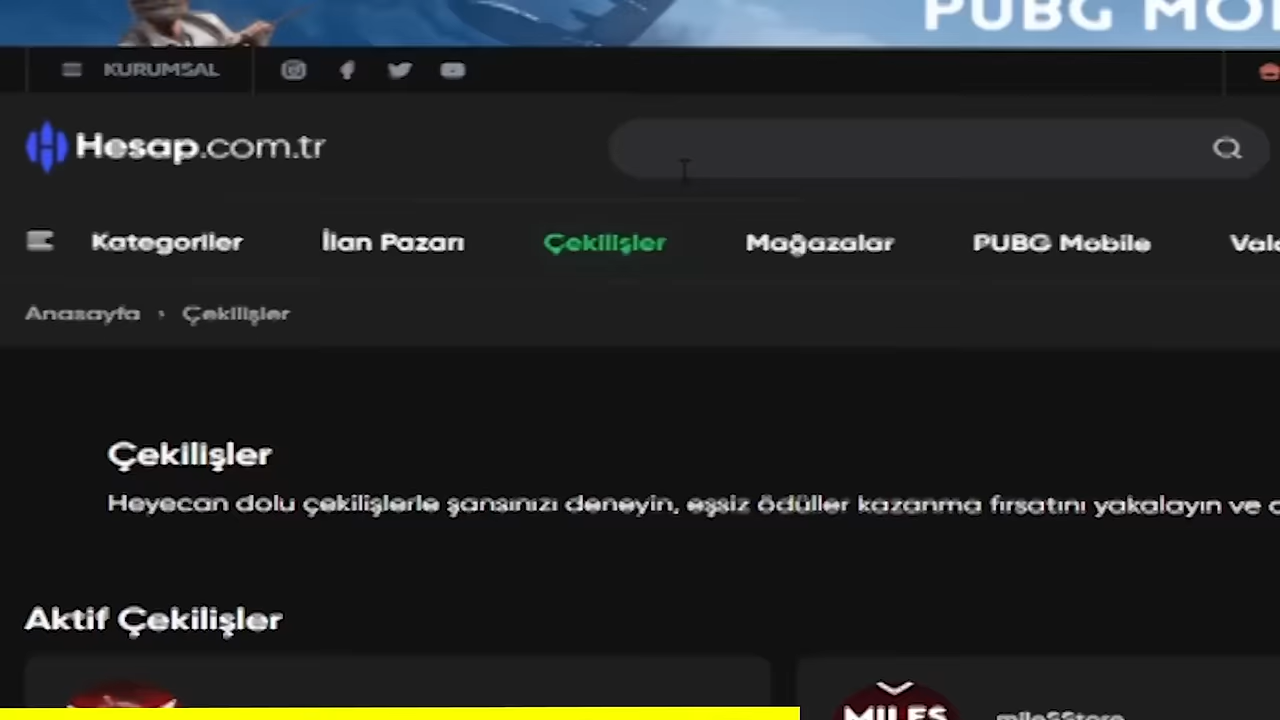 PUBG MO
KURUMSAL
Hesap.com.tr
Kategoriler İlan Pazarı Çekilişler Mağazalar PUBG Mobile
Anasayfa › Çekilişler
Çekilişler
Heyecan dolu çekilişlerle şansınızı deneyin, eşsiz ödüller kazanma fırsatını yakalayın ve
Aktif Çekilişler
MILES